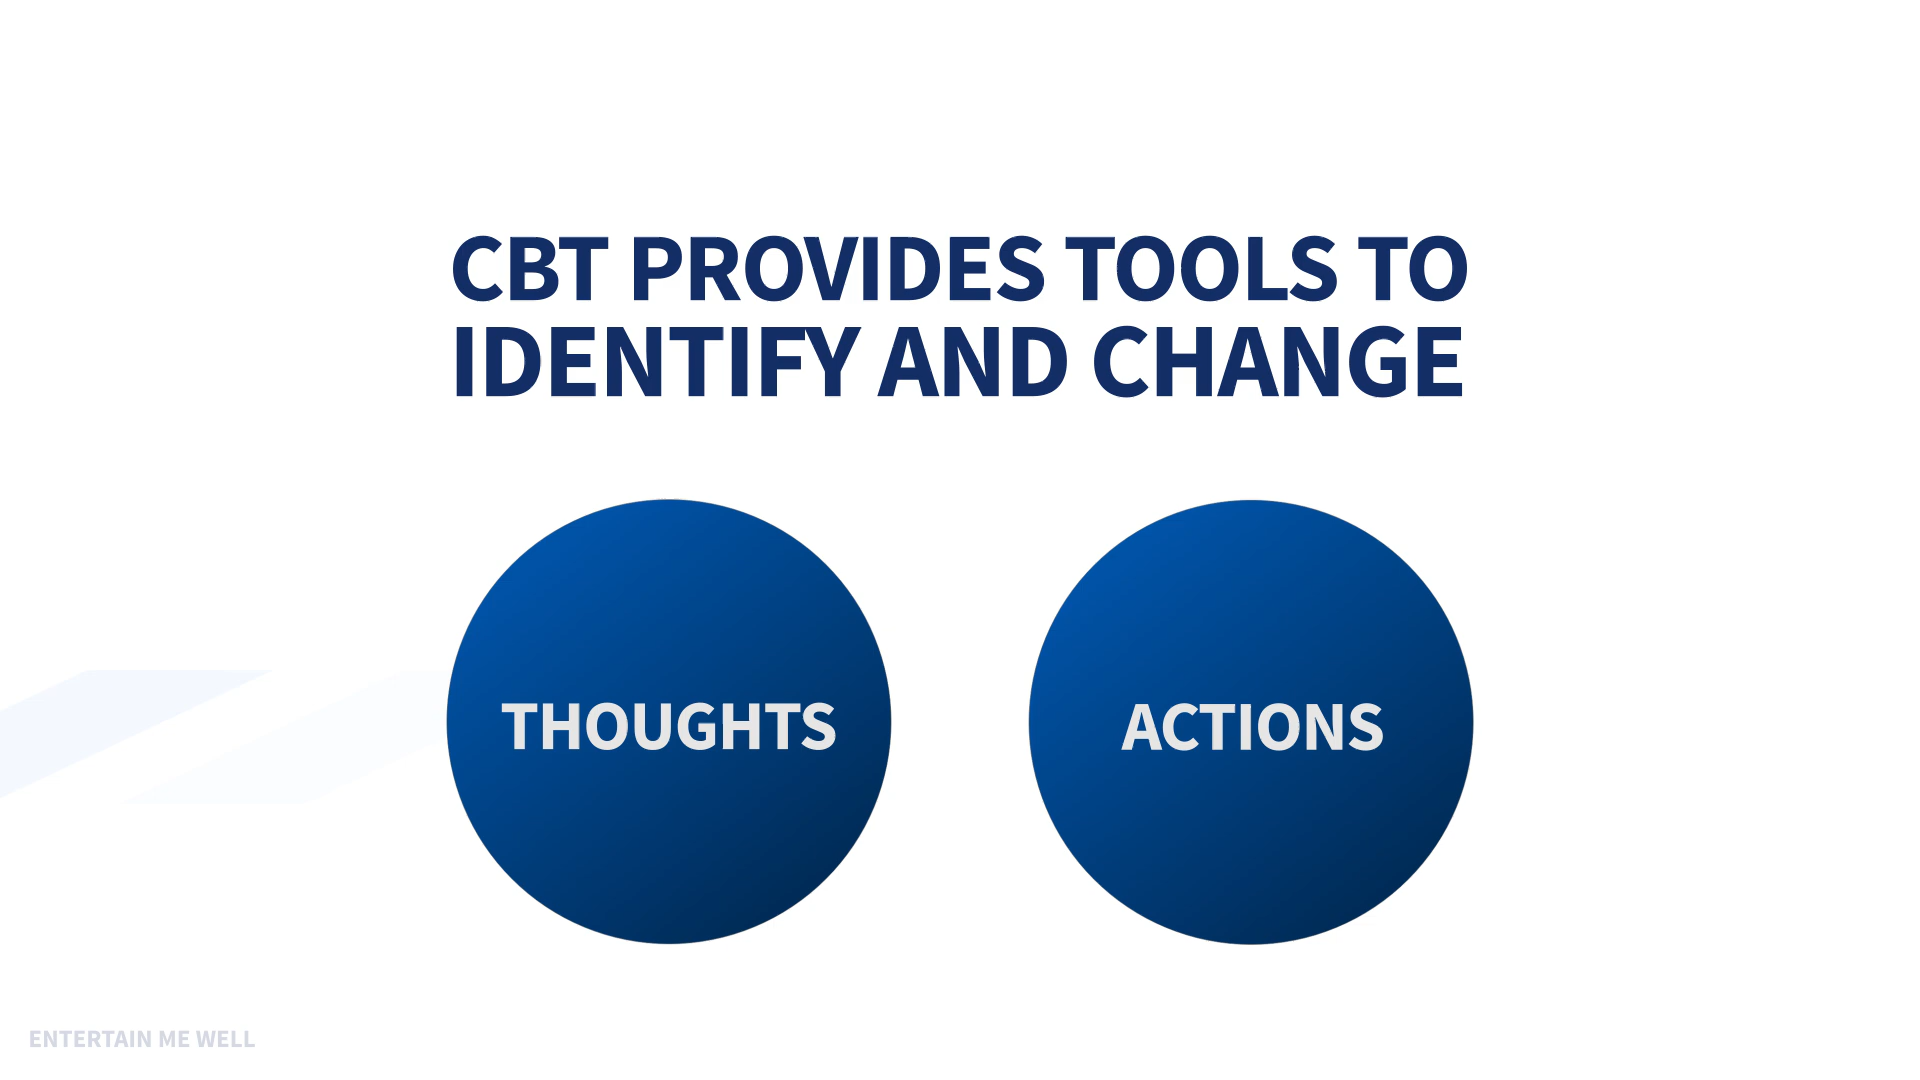 CBT PROVIDES TOOLS TO
IDENTIFY AND CHANGE
THOUGHTS
ACTIONS
ENTERTAIN ME WELL